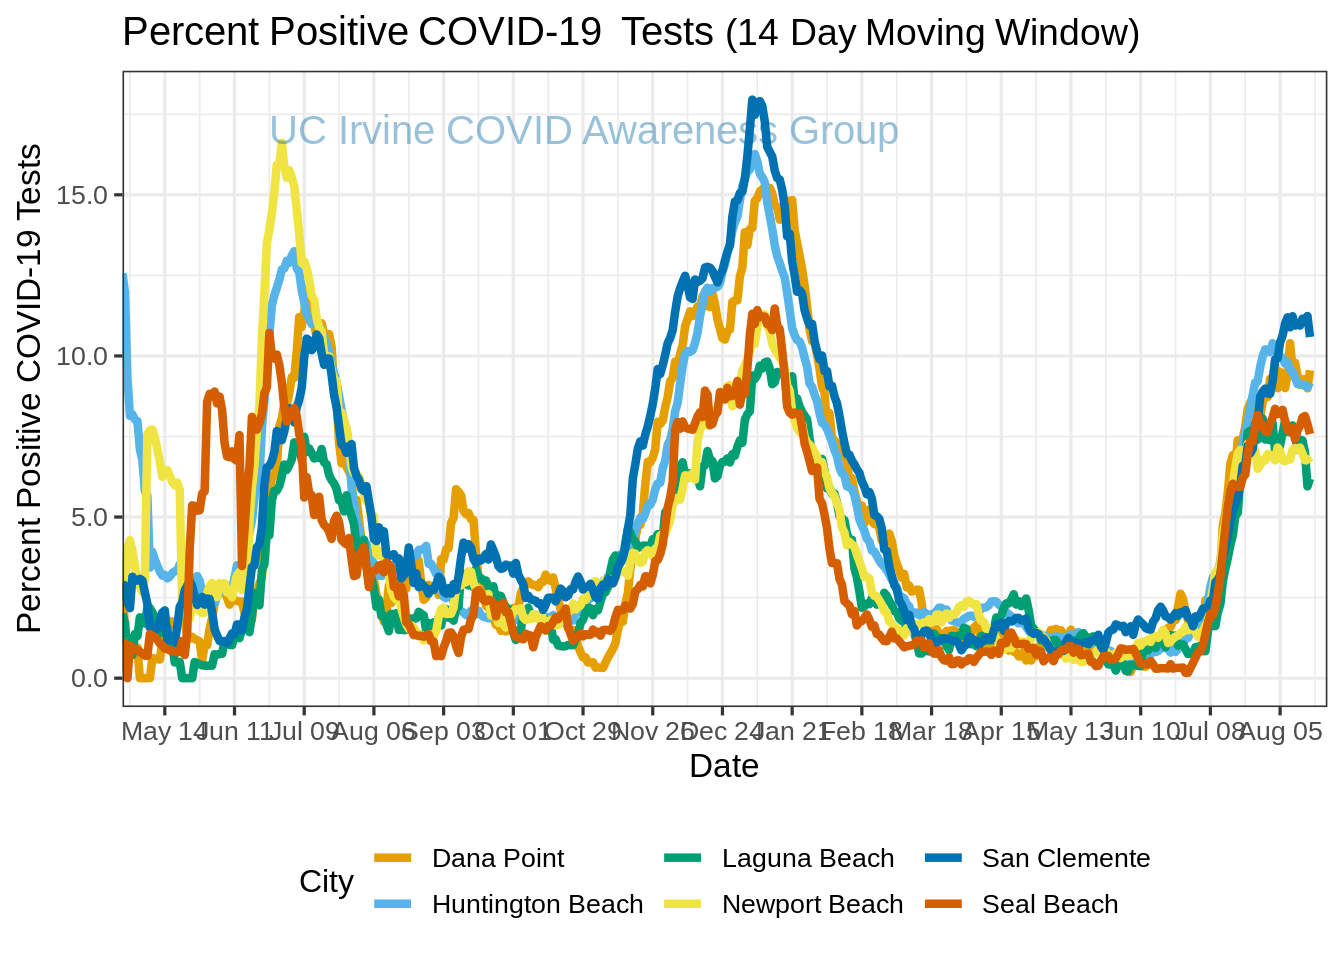 Percent Positive COVID-19 Tests (14 Day Moving Window)
UC Irvine COVID Awareness Group
Percent Positive COVID-19 Tests
15.0
10.0
5.0
0.0
May 14 Jun 11 Jul 09 Aug 06 Sep 03 Oct 01 Oct 29 Nov 26 Dec 24 Jan 21 Feb 18 Mar 18 Apr 15 May 13 Jun 10 Jul 08 Aug 05
Date
City
Dana Point Laguna Beach San Clemente
Huntington Beach Newport Beach Seal Beach